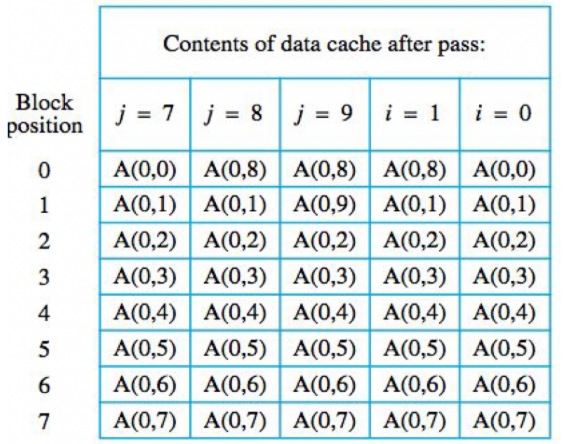 Contents of data cache after pass:
Block position j = 7 j = 8 j = 9 i = 1 i = 0
0 A(0,0) A(0,8) A(0,8) A(0,8) A(0,0)
1 A(0,1) A(0,1) A(0,9) A(0,1) A(0,1)
2 A(0,2) A(0,2) A(0,2) A(0,2) A(0,2)
3 A(0,3) A(0,3) A(0,3) A(0,3) A(0,3)
4 A(0,4) A(0,4) A(0,4) A(0,4) A(0,4)
5 A(0,5) A(0,5) A(0,5) A(0,5) A(0,5)
6 A(0,6) A(0,6) A(0,6) A(0,6) A(0,6)
7 A(0,7) A(0,7) A(0,7) A(0,7) A(0,7)